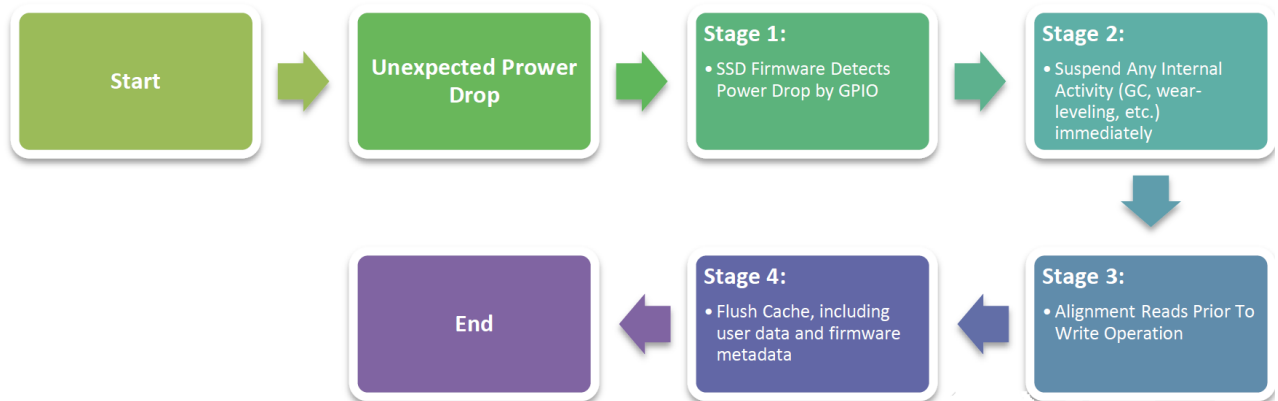 Start
Unexpected Prower
Drop
Stage 1:
• SSD Firmware Detects
Power Drop by GPIO
Stage 2:
• Suspend Any Internal
Activity (GC, wear-
leveling, etc.)
immediately
Stage 3:
• Alignment Reads Prior To
Write Operation
Stage 4:
• Flush Cache, including
user data and firmware
metadata
End